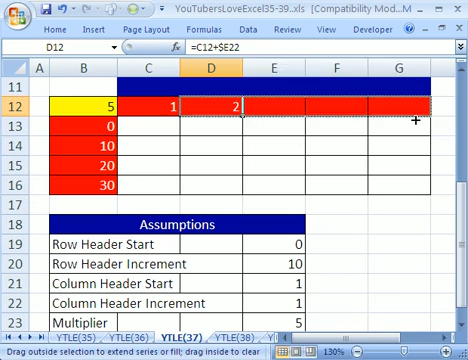 YouTubersLoveExcel35-39..xls [Compatibility Mod...
Home Insert Page Layout Formulas Data Review View Developer
D12 =C12+$E22
A B C D E F G
11
12 5 1 2
13 0
14 10
15 20
16 30
17
18 Assumptions
19 Row Header Start 0
20 Row Header Increment 10
21 Column Header Start 1
22 Column Header Increment 1
23 Multiplier 5
YTLE(35) YTLE(36) YTLE(37) YTLE(38)
Drag outside selection to extend series or fill; drag inside to clear 130%